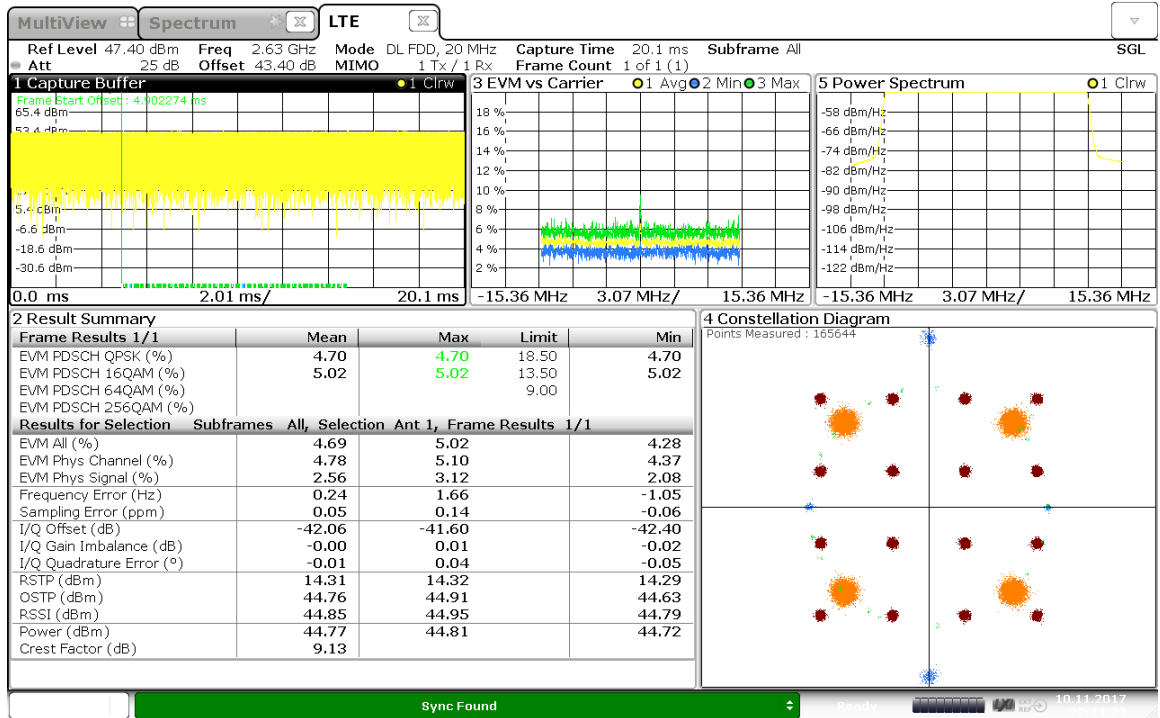 MultiView Spectrum LTE
Ref Level 47.40 dBm Freq 2.63 GHz Mode DL FDD, 20 MHz Capture Time 20.1 ms Subframe All SGL
Att 25 dB Offset 43.40 dB MIMO 1 Tx / 1 Rx Frame Count 1 of 1 (1)
1 Capture Buffer 1 Clrw
Frame Start Offset : 4.902274 ms
65.4 dBm
53.4 dBm
5.4 dBm
-6.6 dBm
-18.6 dBm
-30.6 dBm
0.0 ms 2.01 ms/ 20.1 ms
3 EVM vs Carrier 1 Avg 2 Min 3 Max
18 %
16 %
14 %
12 %
10 %
8 %
6 %
4 %
2 %
-15.36 MHz 3.07 MHz/ 15.36 MHz
5 Power Spectrum 1 Clrw
-58 dBm/Hz
-66 dBm/Hz
-74 dBm/Hz
-82 dBm/Hz
-90 dBm/Hz
-98 dBm/Hz
-106 dBm/Hz
-114 dBm/Hz
-122 dBm/Hz
-15.36 MHz 3.07 MHz/ 15.36 MHz
2 Result Summary
Frame Results 1/1 Mean Max Limit Min
EVM PDSCH QPSK (%) 4.70 4.70 18.50 4.70
EVM PDSCH 16QAM (%) 5.02 5.02 13.50 5.02
EVM PDSCH 64QAM (%) 9.00
EVM PDSCH 256QAM (%)
Results for Selection Subframes All, Selection Ant 1, Frame Results 1/1
EVM All (%) 4.69 5.02 4.28
EVM Phys Channel (%) 4.78 5.10 4.37
EVM Phys Signal (%) 2.56 3.12 2.08
Frequency Error (Hz) 0.24 1.66 -1.05
Sampling Error (ppm) 0.05 0.14 -0.06
I/Q Offset (dB) -42.06 -41.60 -42.40
I/Q Gain Imbalance (dB) -0.00 0.01 -0.02
I/Q Quadrature Error (°) -0.01 0.04 -0.05
RSTP (dBm) 14.31 14.32 14.29
OSTP (dBm) 44.76 44.91 44.63
RSSI (dBm) 44.85 44.95 44.79
Power (dBm) 44.77 44.81 44.72
Crest Factor (dB) 9.13
4 Constellation Diagram
Points Measured : 165644
Sync Found
Ready
LXI
10.11.2017